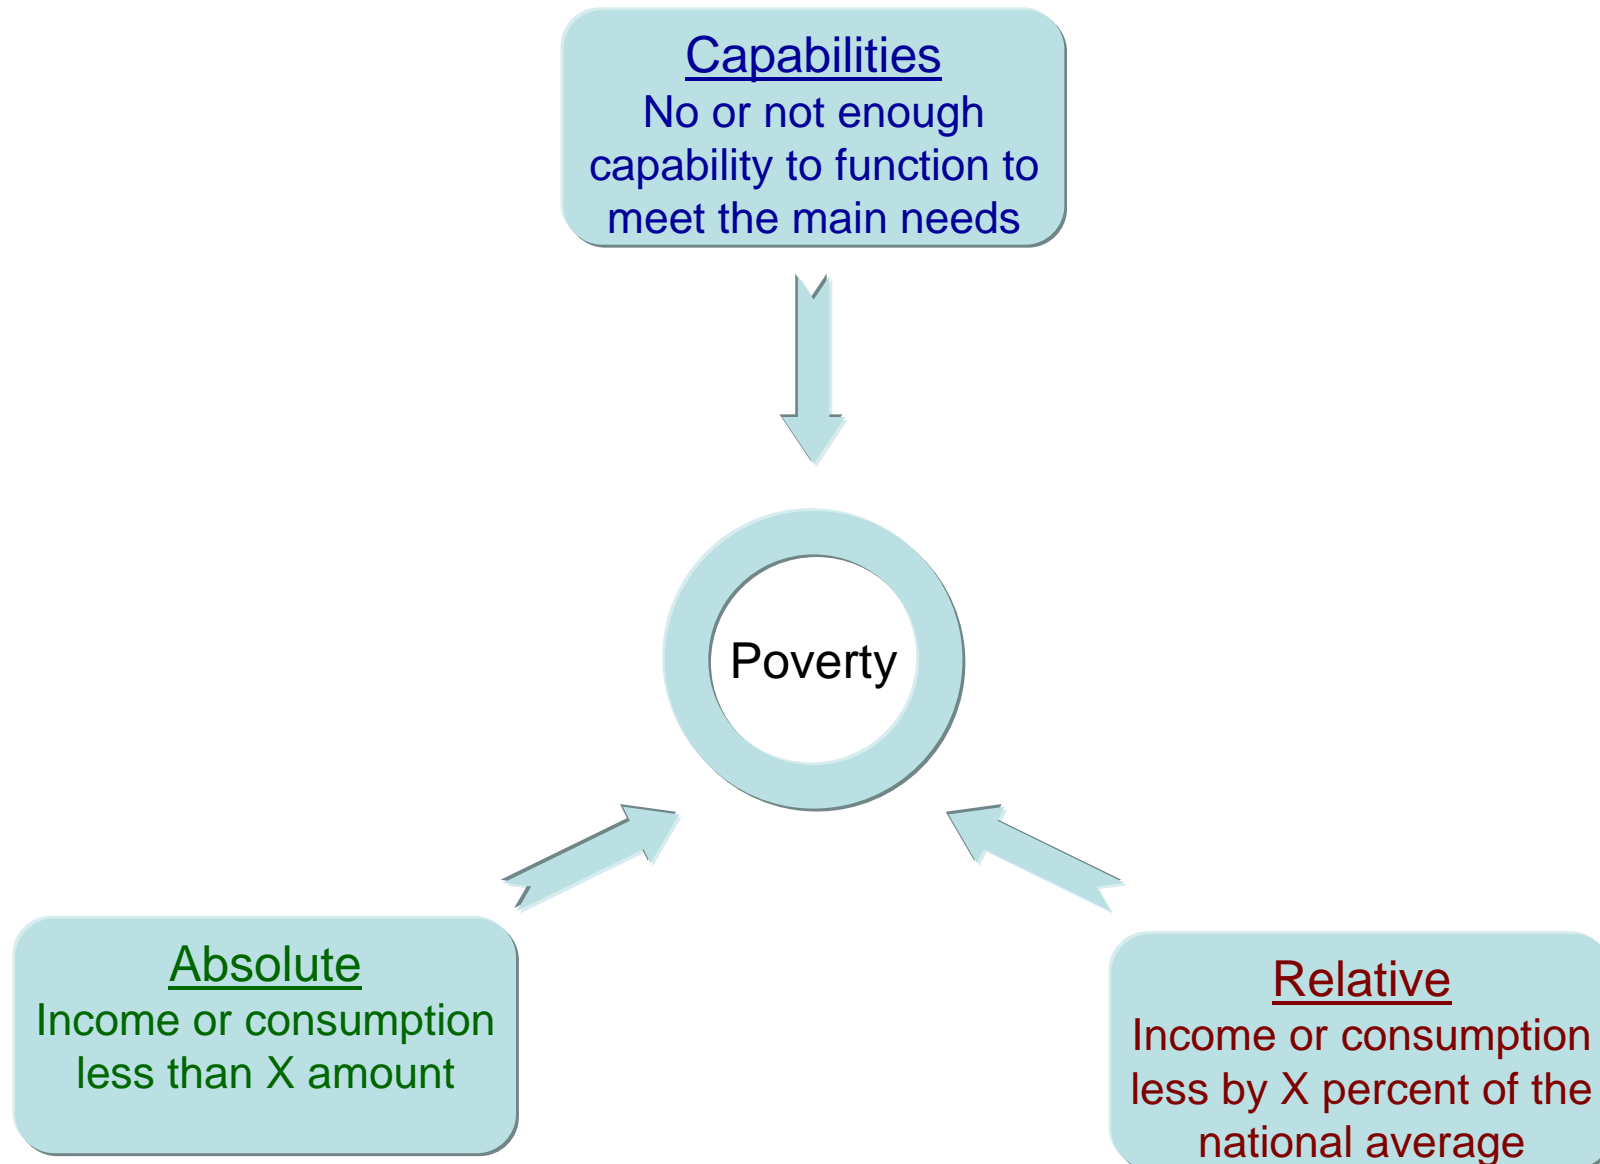 Capabilities
No or not enough
capability to function to
meet the main needs
Poverty
Absolute
Income or consumption
less than X amount
Relative
Income or consumption
less by X percent of the
national average